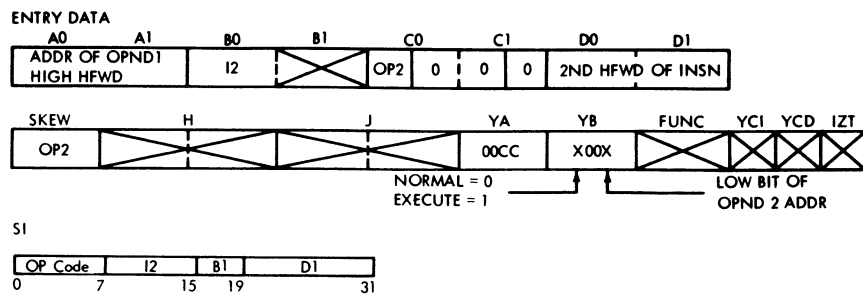 ENTRY DATA
A0 A1 B0 B1 C0 C1 D0 D1
ADDR OF OPND1
HIGH HFWD
I2 OP2 0 0 0 2ND HFWD OF INSN
SKEW H J YA YB FUNC YCI YCD IZT
OP2 00CC X00X
NORMAL = 0
EXECUTE = 1
LOW BIT OF
OPND 2 ADDR
SI
OP Code I2 B1 D1
0 7 15 19 31